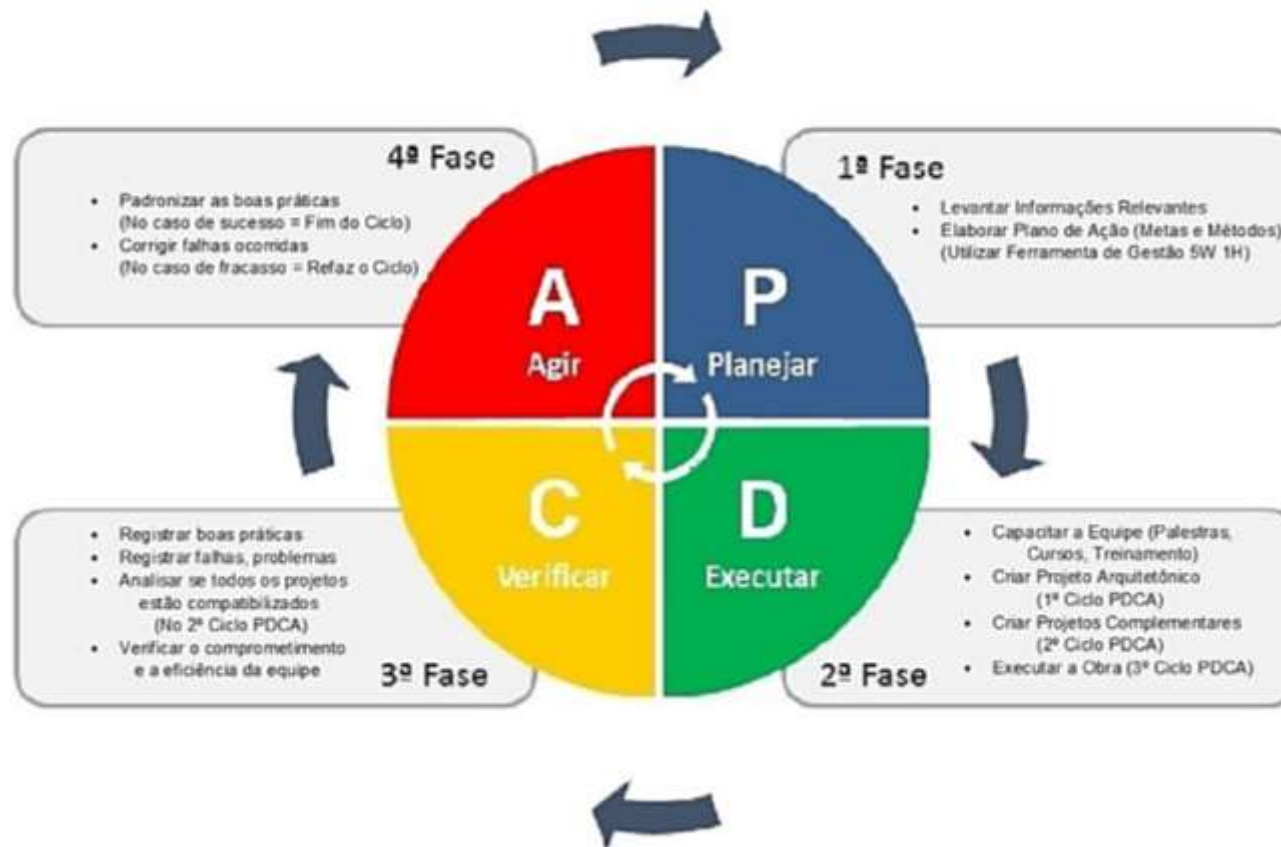 4ª Fase
• Padronizar as boas práticas
(No caso de sucesso = Fim do Ciclo)
• Corrigir falhas ocorridas
(No caso de fracasso = Refaz o Ciclo)
1ª Fase
• Levantar Informações Relevantes
• Elaborar Plano de Ação (Metas e Métodos)
(Utilizar Ferramenta de Gestão 5W 1H)
A
Agir
P
Planejar
C
Verificar
D
Executar
• Capacitar a Equipe (Palestras,
Cursos, Treinamento)
• Criar Projeto Arquitetônico
(1º Ciclo PDCA)
• Criar Projetos Complementares
(2º Ciclo PDCA)
• Executar a Obra (3º Ciclo PDCA)
2ª Fase
• Registrar boas práticas
• Registrar falhas, problemas
• Analisar se todos os projetos
estão compatibilizados
(No 2º Ciclo PDCA)
• Verificar o comprometimento
e a eficiência da equipe
3ª Fase